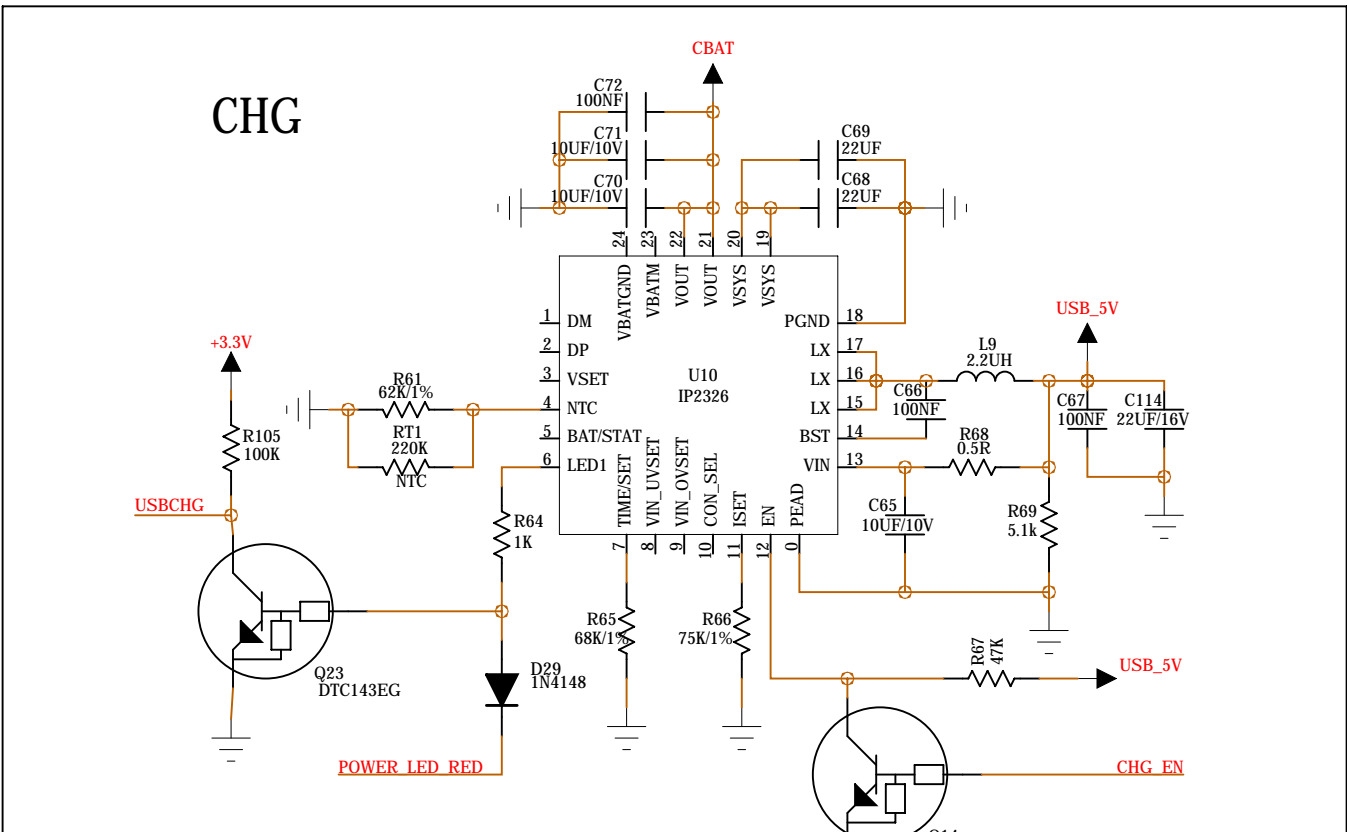 CBAT
CHG
C72
100NF
C71
10UF/10V
C70
10UF/10V
C69
22UF
C68
22UF
24
23
22
21
20
19
VBATGND
VBATM
VOUT
VOUT
VSYS
VSYS
1
DM
2
DP
3
VSET
4
NTC
5
BAT/STAT
6
LED1
U10
IP2326
PGND
18
LX
17
LX
16
LX
15
BST
14
VIN
13
TIME/SET
VIN_UVSET
VIN_OVSET
CON_SEL
ISET
EN
PEAD
7
8
9
10
11
12
0
USB_5V
L9
2.2UH
C66
100NF
C67
100NF
C114
22UF/16V
R68
0.5R
C65
10UF/10V
R69
5.1k
+3.3V
R61
62K/1%
RT1
220K
NTC
R105
100K
USBCHG
R64
1K
R65
68K/1%
R66
75K/1%
R67
47K
USB_5V
Q23
DTC143EG
D29
1N4148
POWER_LED_RED
CHG_EN